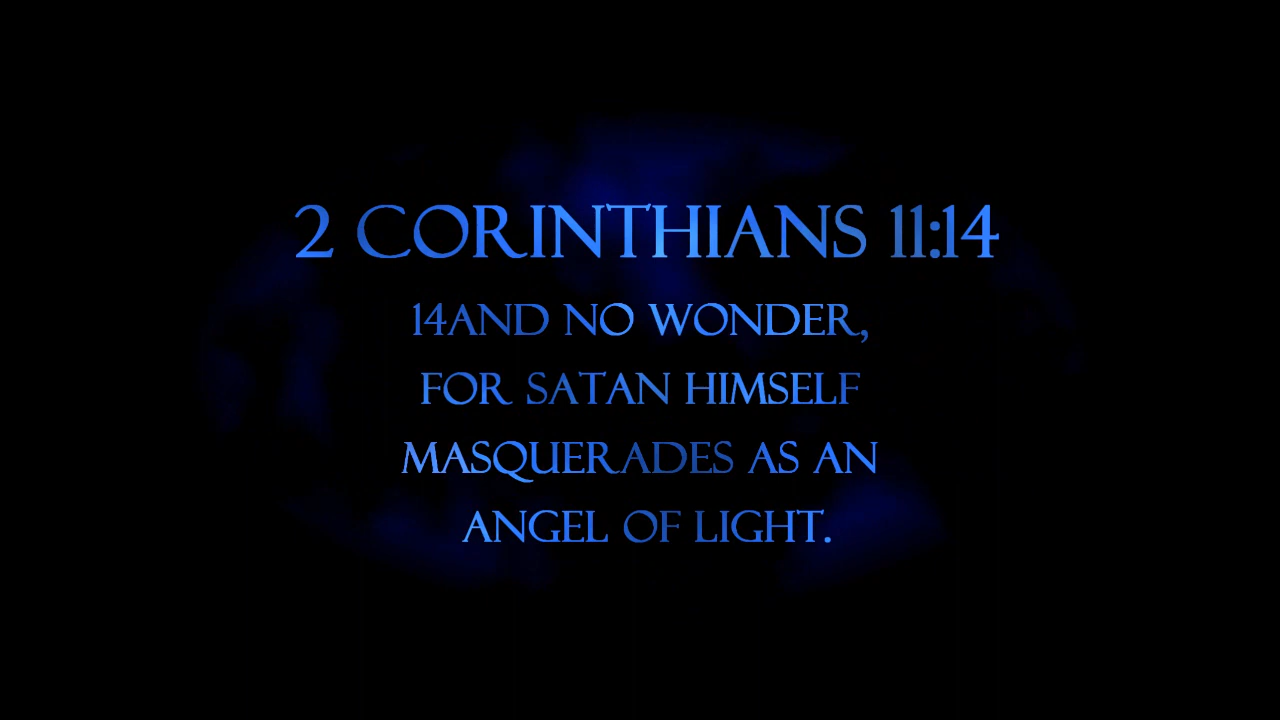 2 CORINTHIANS 11:14
14AND NO WONDER,
FOR SATAN HIMSELF
MASQUERADES AS AN
ANGEL OF LIGHT.